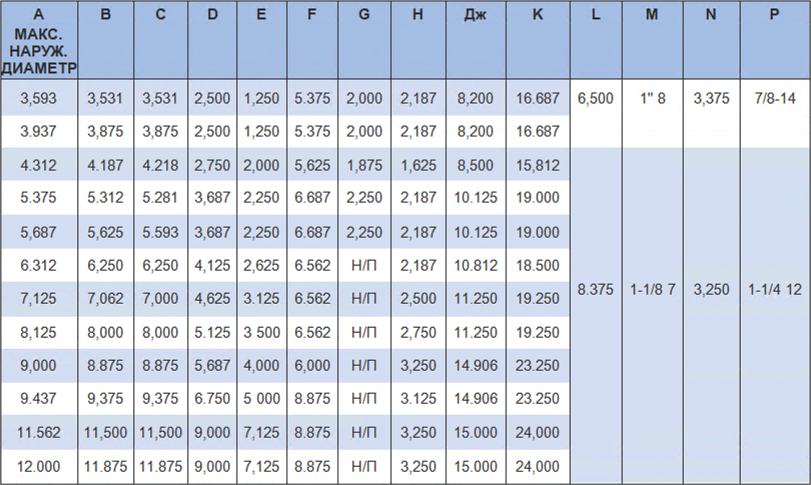 A B C D E F G H Дж K L M N P
МАКС.
НАРУЖ.
ДИАМЕТР
3,593 3,531 3,531 2,500 1,250 5.375 2,000 2,187 8,200 16.687 6,500 1" 8 3,375 7/8-14
3.937 3,875 3,875 2,500 1,250 5.375 2,000 2,187 8,200 16.687
4.312 4.187 4.218 2,750 2,000 5,625 1,875 1,625 8,500 15,812
5.375 5.312 5.281 3,687 2,250 6.687 2,250 2,187 10.125 19.000
5,687 5,625 5.593 3,687 2,250 6.687 2,250 2,187 10.125 19.000
6.312 6,250 6,250 4,125 2,625 6.562 Н/П 2,187 10.812 18.500
8.375 1-1/8 7 3,250 1-1/4 12
7,125 7,062 7,000 4,625 3.125 6.562 Н/П 2,500 11.250 19.250
8,125 8,000 8,000 5.125 3 500 6.562 Н/П 2,750 11.250 19.250
9,000 8.875 8.875 5,687 4,000 6,000 Н/П 3,250 14.906 23.250
9.437 9,375 9,375 6.750 5 000 8.875 Н/П 3.125 14.906 23.250
11.562 11,500 11,500 9,000 7,125 8.875 Н/П 3,250 15.000 24,000
12.000 11.875 11.875 9,000 7,125 8.875 Н/П 3,250 15.000 24,000